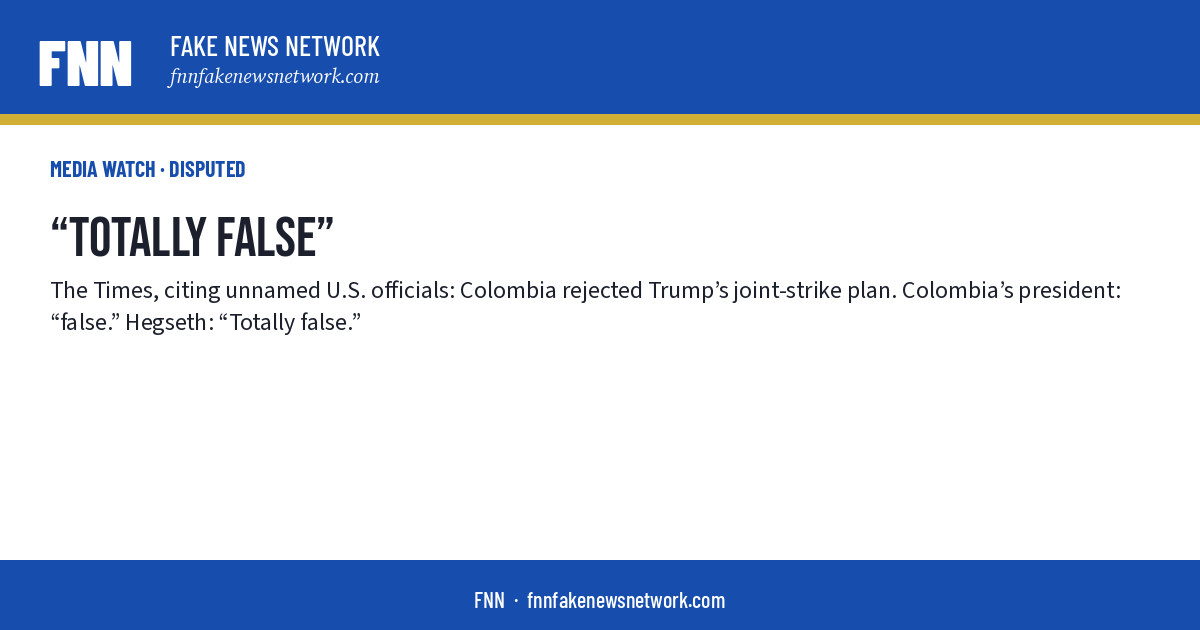 FNN
FAKE NEWS NETWORK
fnnfakenewsnetwork.com
MEDIA WATCH · DISPUTED
“TOTALLY FALSE”
The Times, citing unnamed U.S. officials: Colombia rejected Trump’s joint-strike plan. Colombia’s president:
“false.” Hegseth: “Totally false.”
FNN · fnnfakenewsnetwork.com